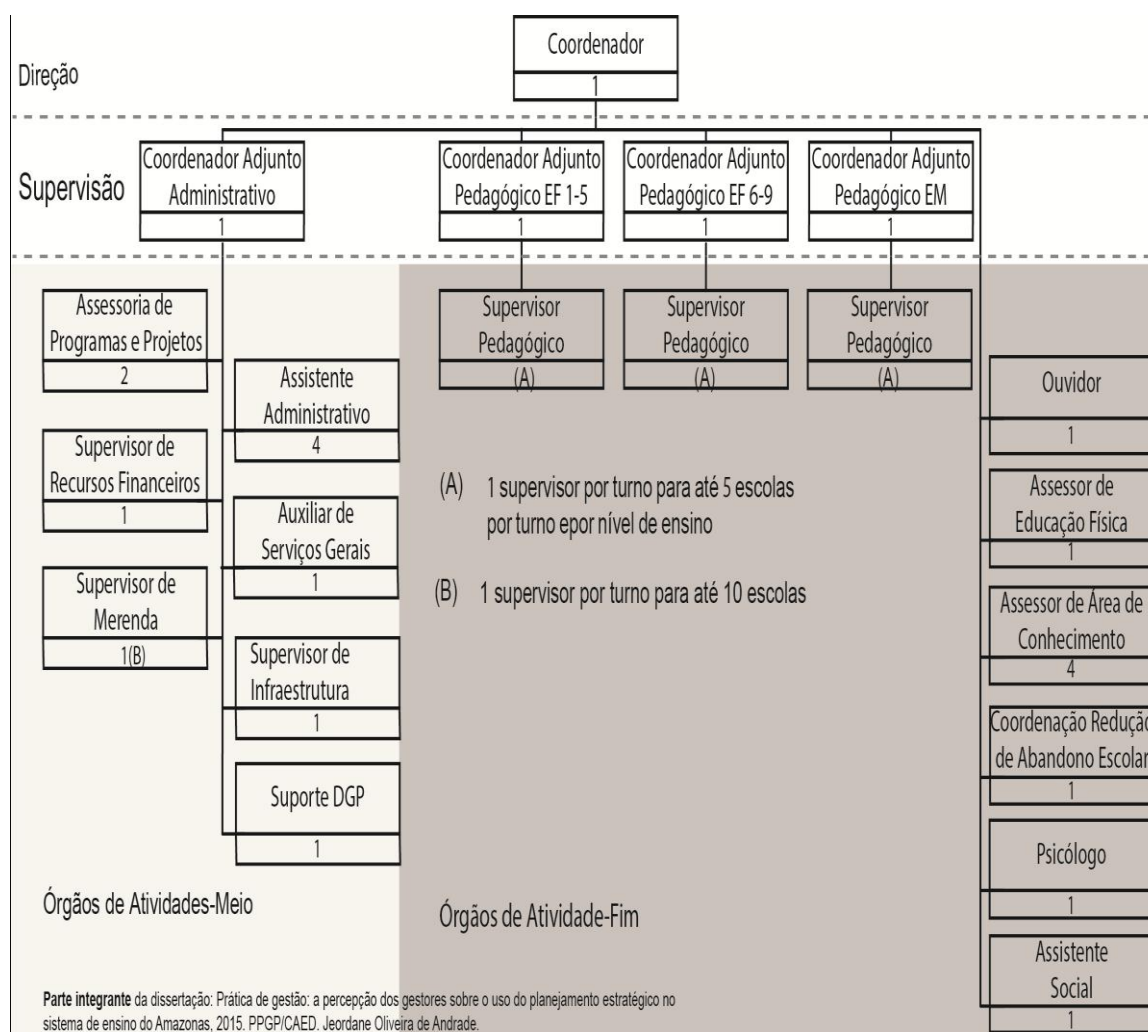 Coordenador
1
Direção
Supervisão
Coordenador Adjunto
Administrativo
1
Coordenador Adjunto
Pedagógico EF 1-5
1
Coordenador Adjunto
Pedagógico EF 6-9
1
Coordenador Adjunto
Pedagógico EM
1
Assessoria de
Programas e Projetos
2
Assistente
Administrativo
4
Supervisor de
Recursos Financeiros
1
Auxiliar de
Serviços Gerais
1
Supervisor de
Merenda
1(B)
Supervisor de
Infraestrutura
1
Suporte DGP
1
Órgãos de Atividades-Meio
Supervisor
Pedagógico
(A)
Supervisor
Pedagógico
(A)
Supervisor
Pedagógico
(A)
(A) 1 supervisor por turno para até 5 escolas
por turno epor nível de ensino
(B) 1 supervisor por turno para até 10 escolas
Órgãos de Atividade-Fim
Ouvidor
1
Assessor de
Educação Física
1
Assessor de Área de
Conhecimento
4
Coordenação Redução
de Abandono Escolar
1
Psicólogo
1
Assistente
Social
1
Parte integrante da dissertação: Prática de gestão: a percepção dos gestores sobre o uso do planejamento estratégico no
sistema de ensino do Amazonas, 2015. PPGP/CAED. Jeordane Oliveira de Andrade.